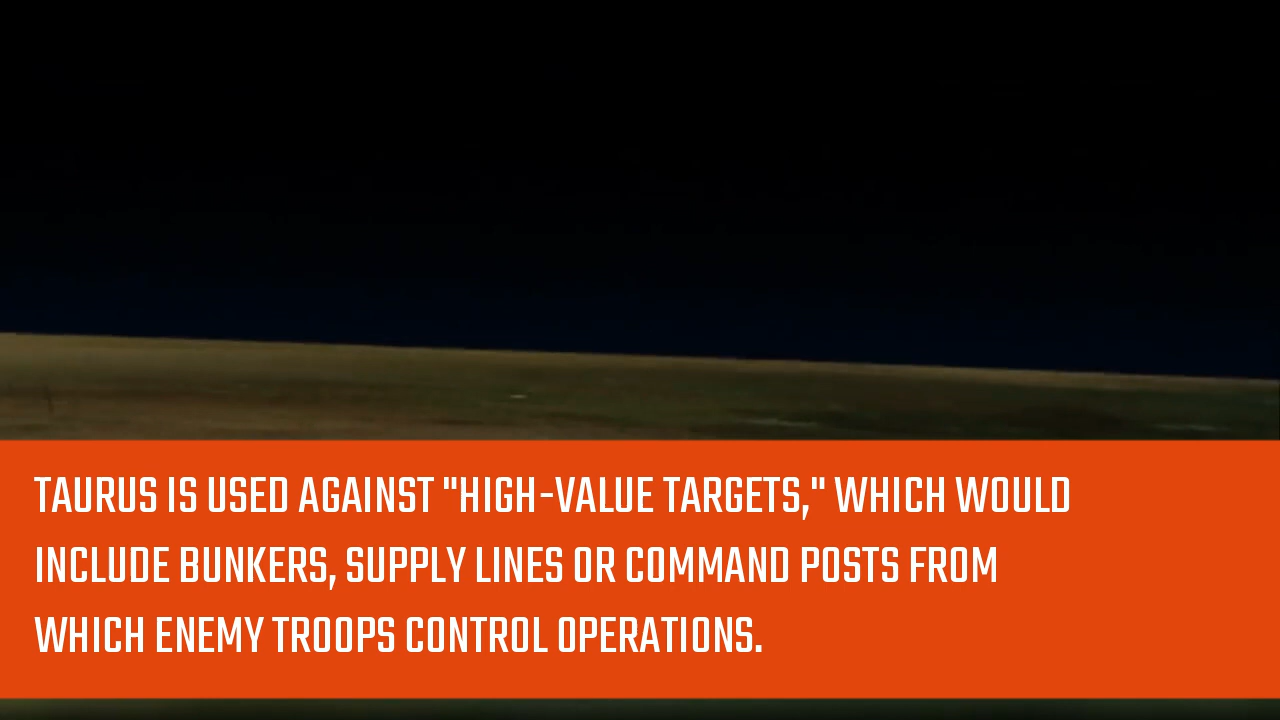 TAURUS IS USED AGAINST "HIGH-VALUE TARGETS," WHICH WOULD
INCLUDE BUNKERS, SUPPLY LINES OR COMMAND POSTS FROM
WHICH ENEMY TROOPS CONTROL OPERATIONS.